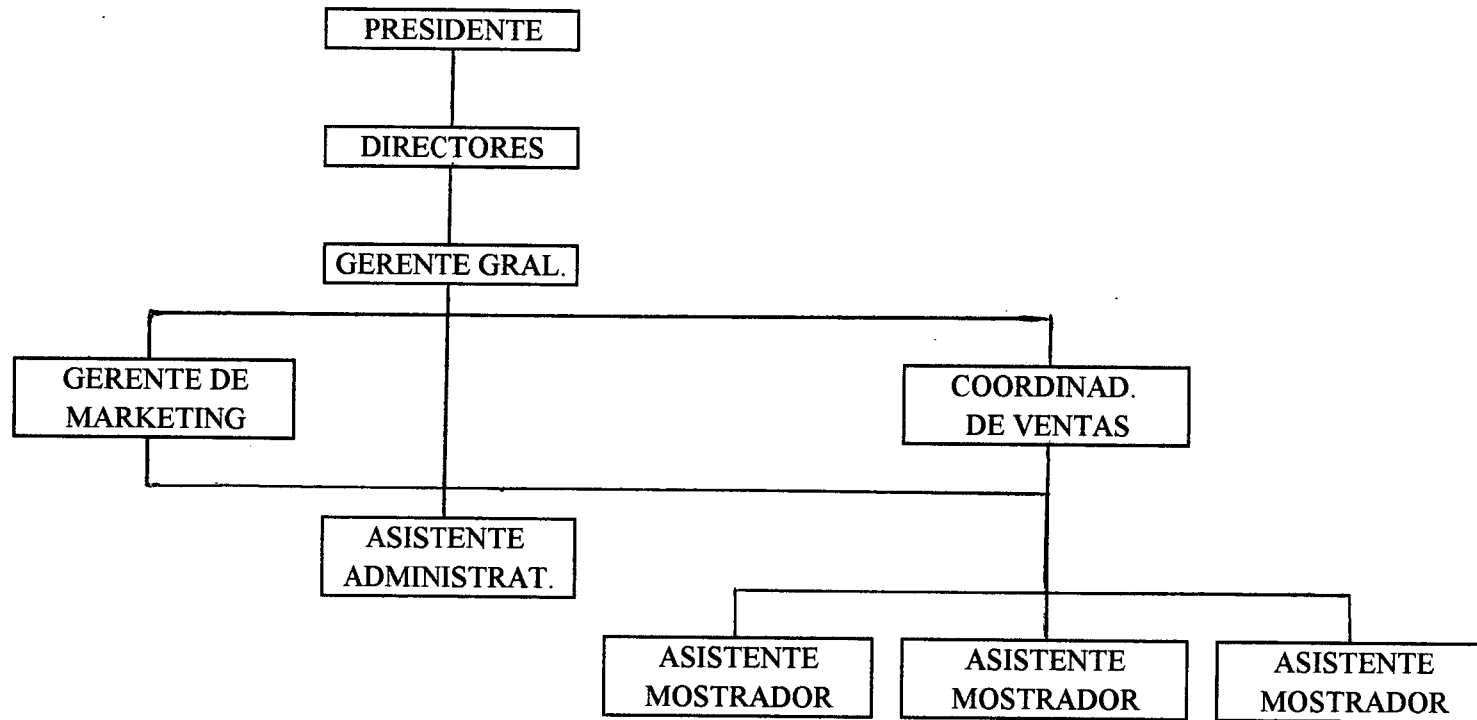 PRESIDENTE
DIRECTORES
GERENTE GRAL.
GERENTE DE
MARKETING
COORDINAD.
DE VENTAS
ASISTENTE
ADMINISTRAT.
ASISTENTE
MOSTRADOR
ASISTENTE
MOSTRADOR
ASISTENTE
MOSTRADOR